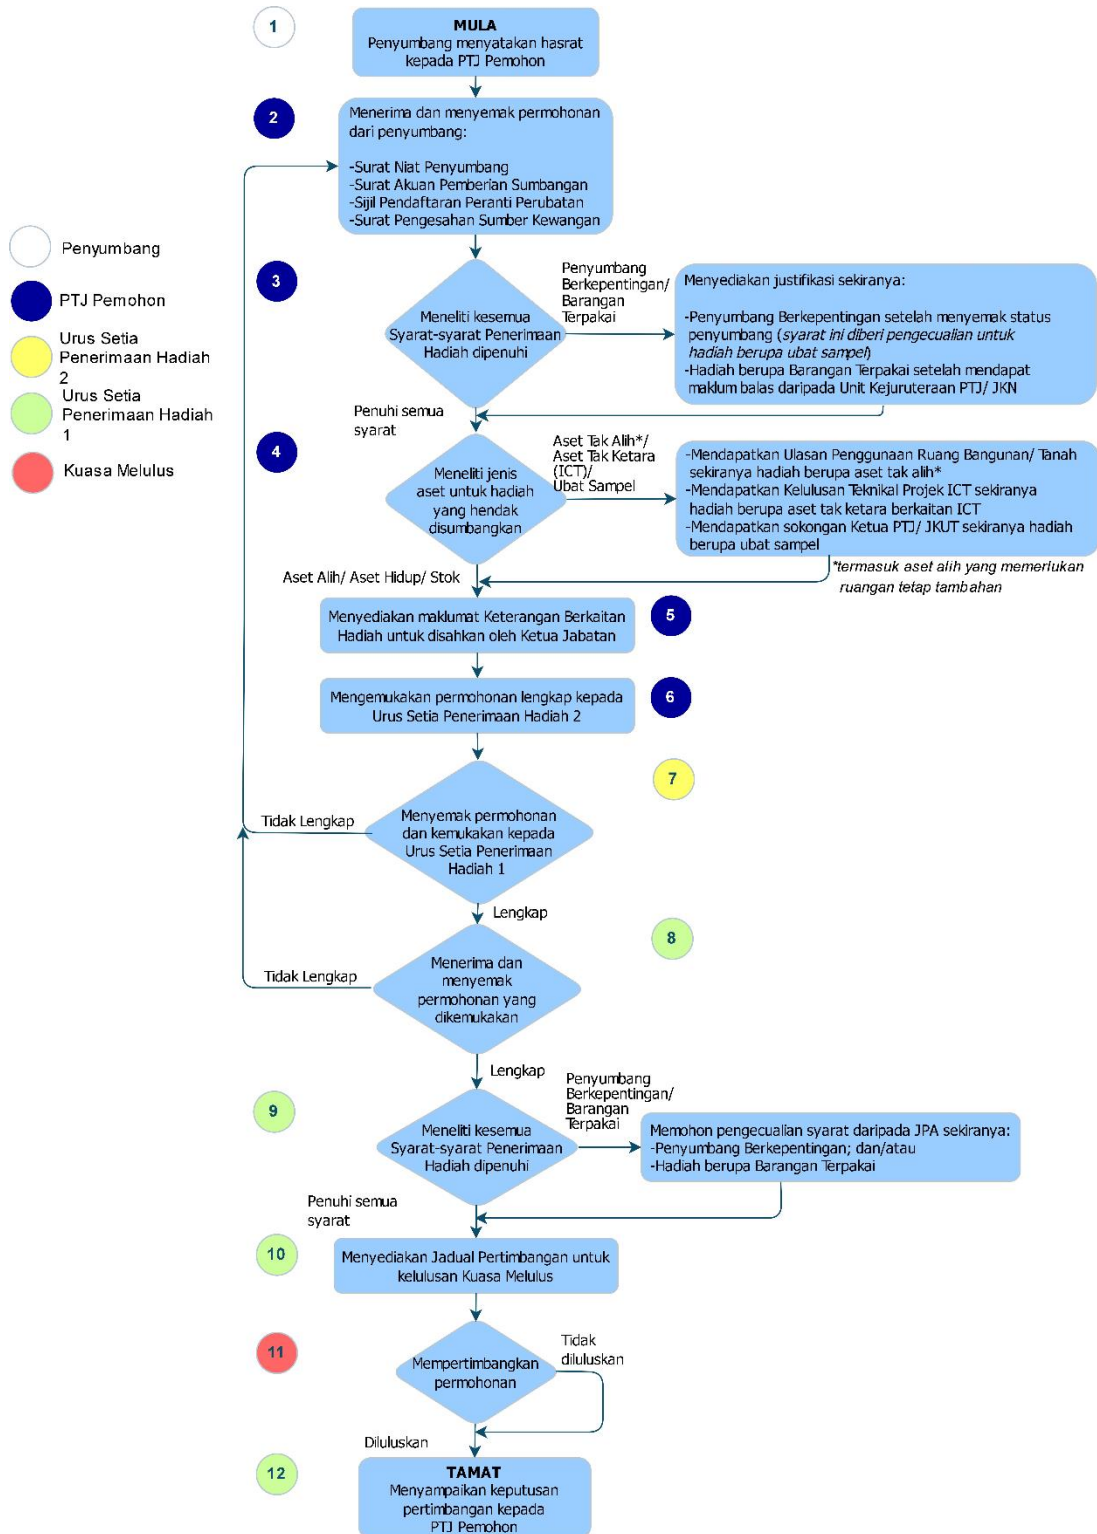 1
MULA
Penyumbang menyatakan hasrat
kepada PTJ Pemohon
2
Menerima dan menyemak permohonan
dari penyumbang:
-Surat Niat Penyumbang
-Surat Akuan Pemberian Sumbangan
-Sijil Pendaftaran Peranti Perubatan
-Surat Pengesahan Sumber Kewangan
Penyumbang
PTJ Pemohon
Urus Setia
Penerimaan Hadiah
2
Urus Setia
Penerimaan Hadiah
1
Kuasa Melulus
3
Meneliti kesemua
Syarat-syarat Penerimaan
Hadiah dipenuhi
Penyumbang
Berkepentingan/
Barangan
Terpakai
Menyediakan justifikasi sekiranya:
-Penyumbang Berkepentingan setelah menyemak status
penyumbang (syarat ini diberi pengecualian untuk
hadiah berupa ubat sampel)
-Hadiah berupa Barangan Terpakai setelah mendapat
maklum balas daripada Unit Kejuruteraan PTJ/ JKN
Penuhi semua
syarat
4
Meneliti jenis
aset untuk hadiah
yang hendak
disumbangkan
Aset Tak Alih*/
Aset Tak Ketara
(ICT)/
Ubat Sampel
-Mendapatkan Ulasan Penggunaan Ruang Bangunan/ Tanah
sekiranya hadiah berupa aset tak alih*
-Mendapatkan Kelulusan Teknikal Projek ICT sekiranya
hadiah berupa aset tak ketara berkaitan ICT
-Mendapatkan sokongan Ketua PTJ/ JKUT sekiranya hadiah
berupa ubat sampel
*termasuk aset alih yang memerlukan
ruangan tetap tambahan
Aset Alih/ Aset Hidup/ Stok
Menyediakan maklumat Keterangan Berkaitan
Hadiah untuk disahkan oleh Ketua Jabatan
5
Mengemukakan permohonan lengkap kepada
Urus Setia Penerimaan Hadiah 2
6
7
Menyemak permohonan
dan kemukakan kepada
Urus Setia Penerimaan
Hadiah 1
Tidak Lengkap
Lengkap
8
Menerima dan
menyemak
permohonan yang
dikemukakan
Tidak Lengkap
Lengkap
9
Meneliti kesemua
Syarat-syarat Penerimaan
Hadiah dipenuhi
Penyumbang
Berkepentingan/
Barangan
Terpakai
Memohon pengecualian syarat daripada JPA sekiranya:
-Penyumbang Berkepentingan; dan/atau
-Hadiah berupa Barangan Terpakai
Penuhi semua
syarat
10
Menyediakan Jadual Pertimbangan untuk
kelulusan Kuasa Melulus
11
Mempertimbangkan
permohonan
Tidak
diluluskan
Diluluskan
12
TAMAT
Menyampaikan keputusan
pertimbangan kepada
PTJ Pemohon